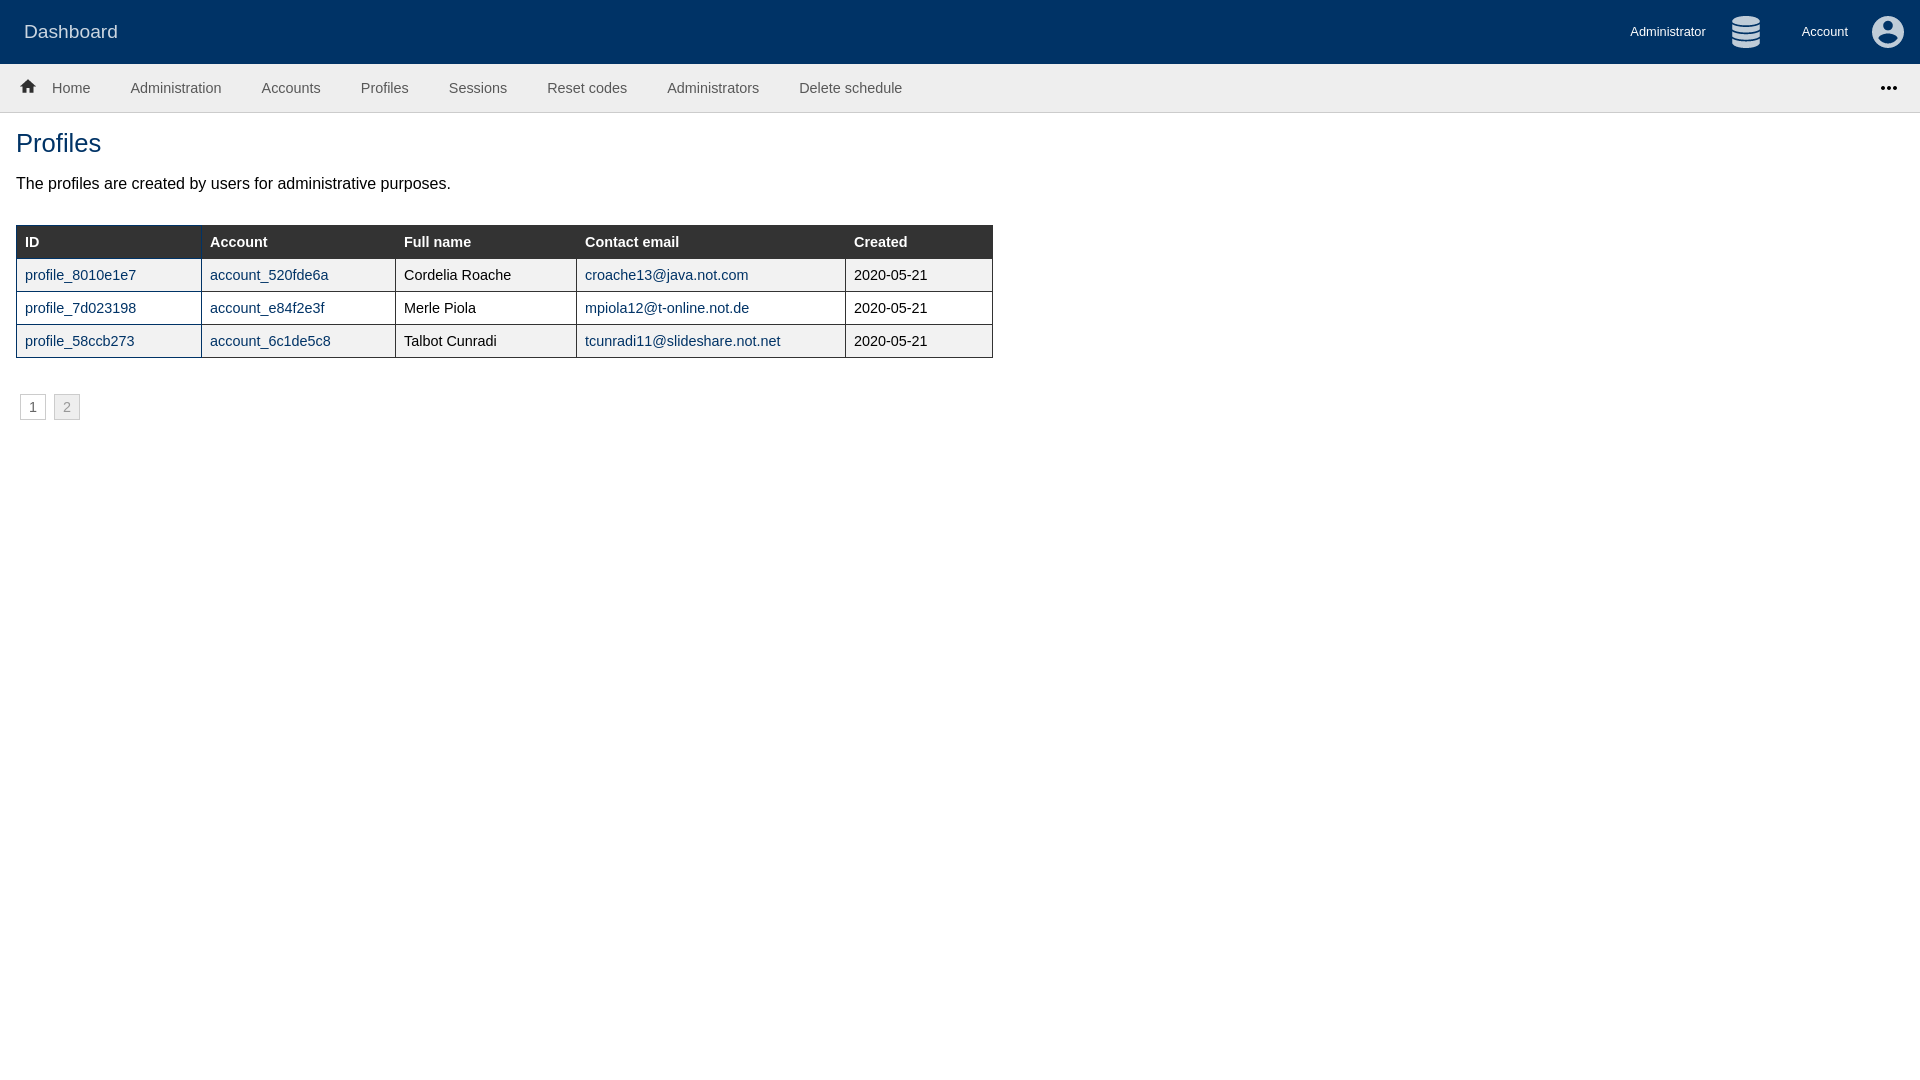 Dashboard
Administrator
Account
Home
Administration
Accounts
Profiles
Sessions
Reset codes
Administrators
Delete schedule
Profiles
The profiles are created by users for administrative purposes.
ID Account Full name Contact email Created
profile_8010e1e7 account_520fde6a Cordelia Roache croache13@java.not.com 2020-05-21
profile_7d023198 account_e84f2e3f Merle Piola mpiola12@t-online.not.de 2020-05-21
profile_58ccb273 account_6c1de5c8 Talbot Cunradi tcunradi11@slideshare.not.net 2020-05-21
1 2